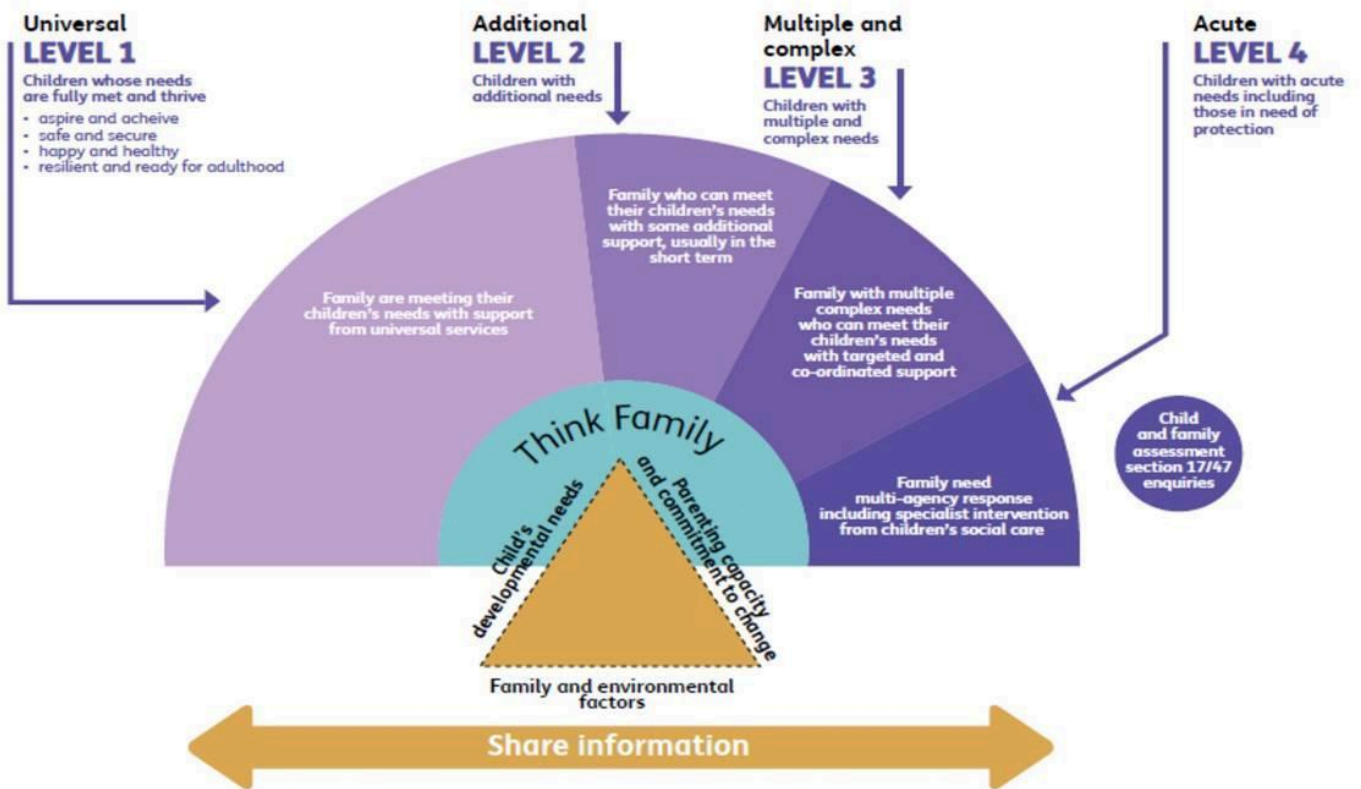 Universal
LEVEL 1
Children whose needs
are fully met and thrive
• aspire and acheive
• safe and secure
• happy and healthy
• resilient and ready for adulthood
Additional
LEVEL 2
Children with
additional needs
Multiple and
complex
LEVEL 3
Children with
multiple and
complex needs
Acute
LEVEL 4
Children with acute
needs including
those in need of
protection
Family are meeting their
children's needs with support
from universal services
Family who can meet
their children's needs
with some additional
support, usually in the
short term
Family with multiple
complex needs
who can meet their
children's needs
with targeted and
co-ordinated support
Family need
multi-agency response
including specialist intervention
from children's social care
Child
and family
assessment
section 17/47
enquiries
Think Family
Child's
developmental needs
Parenting capacity
and commitment to change
Family and environmental
factors
Share information